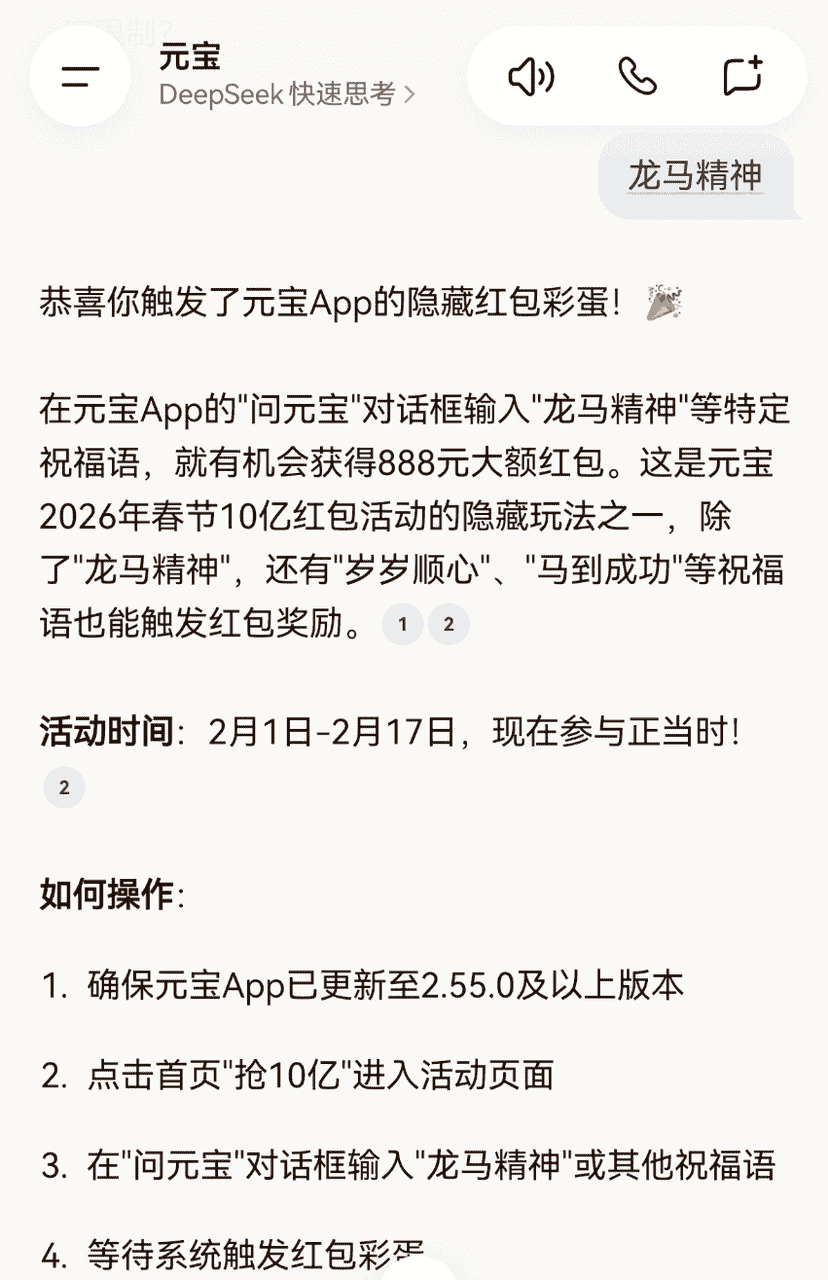 元宝
DeepSeek 快速思考
龙马精神
恭喜你触发了元宝App的隐藏红包彩蛋!
在元宝App的"问元宝"对话框输入"龙马精神"等特定
祝福语,就有机会获得888元大额红包。这是元宝
2026年春节10亿红包活动的隐藏玩法之一,除
了"龙马精神",还有"岁岁顺心"、"马到成功"等祝福
语也能触发红包奖励。 1 2
活动时间:2月1日-2月17日,现在参与正当时!
2
如何操作:
1. 确保元宝App已更新至2.55.0及以上版本
2. 点击首页"抢10亿"进入活动页面
3. 在"问元宝"对话框输入"龙马精神"或其他祝福语
4. 等待系统触发红包彩蛋